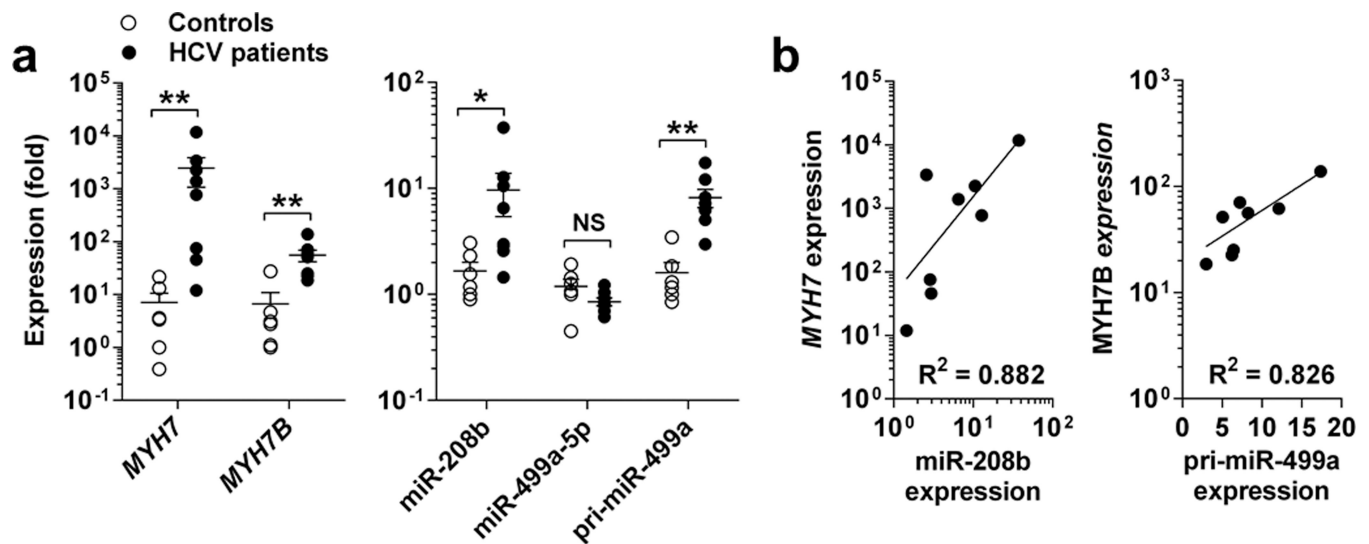 Controls
HCV patients
a
Expression (fold)
10^5
10^4
10^3
10^2
10^1
10^0
10^-1
**
**
MYH7
MYH7B
10^2
10^1
10^0
10^-1
*
NS
**
miR-208b
miR-499a-5p
pri-miR-499a
b
MYH7 expression
10^5
10^4
10^3
10^2
10^1
10^0
R^2 = 0.882
10^0 10^1 10^2
miR-208b
expression
MYH7B expression
10^3
10^2
10^1
10^0
R^2 = 0.826
0 5 10 15 20
pri-miR-499a
expression